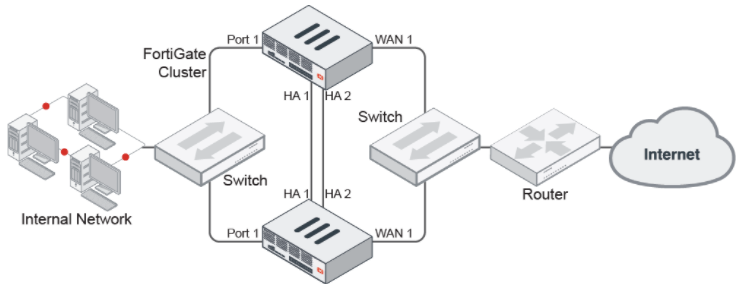 Port 1
WAN 1
FortiGate
Cluster
HA 1
HA 2
Switch
Internet
Switch
Router
HA 1
HA 2
Internal Network
Port 1
WAN 1